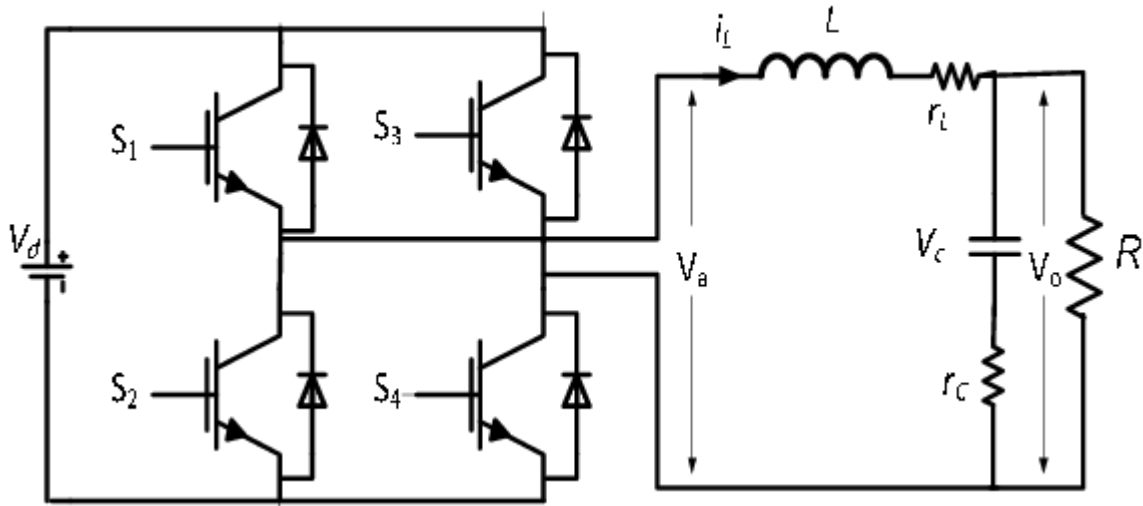 i_L L
S_1 S_3 r_L
V_d + V_a V_c V_o R
S_2 S_4 r_C